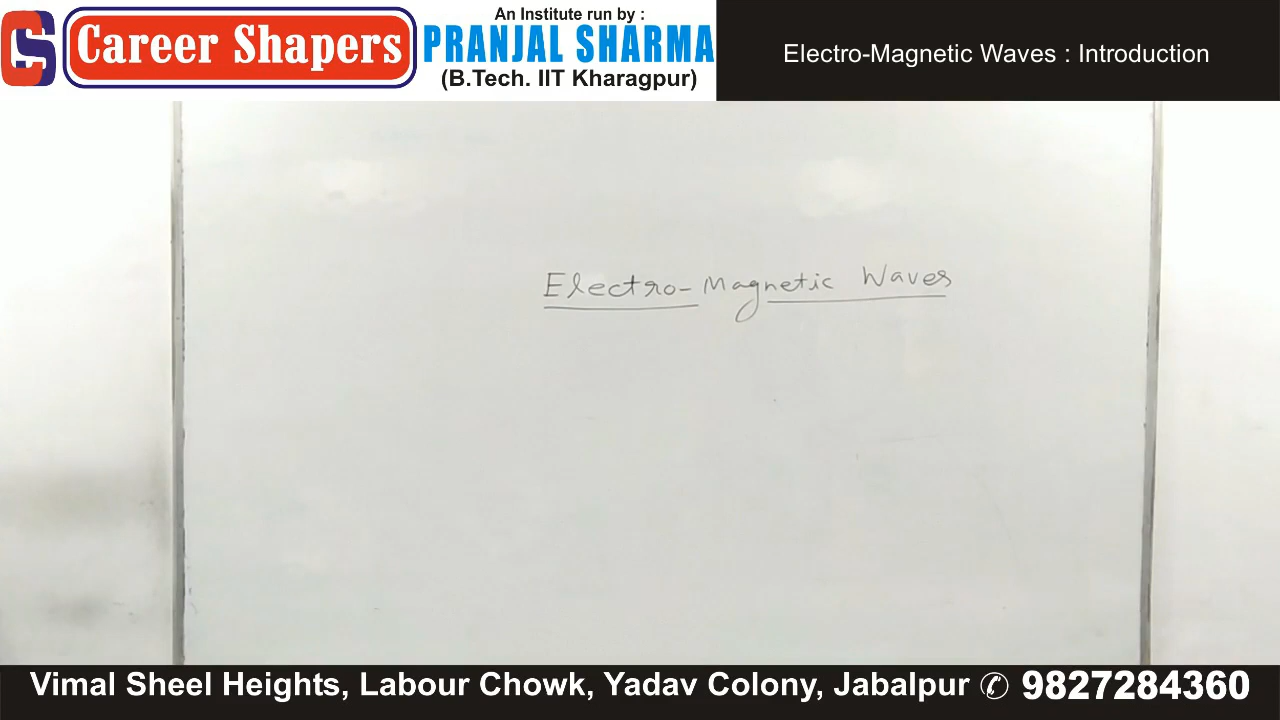 Career Shapers
An Institute run by :
PRANJAL SHARMA
(B.Tech. IIT Kharagpur)
Electro-Magnetic Waves : Introduction
Electro-Magnetic Waves
Vimal Sheel Heights, Labour Chowk, Yadav Colony, Jabalpur ✆ 9827284360